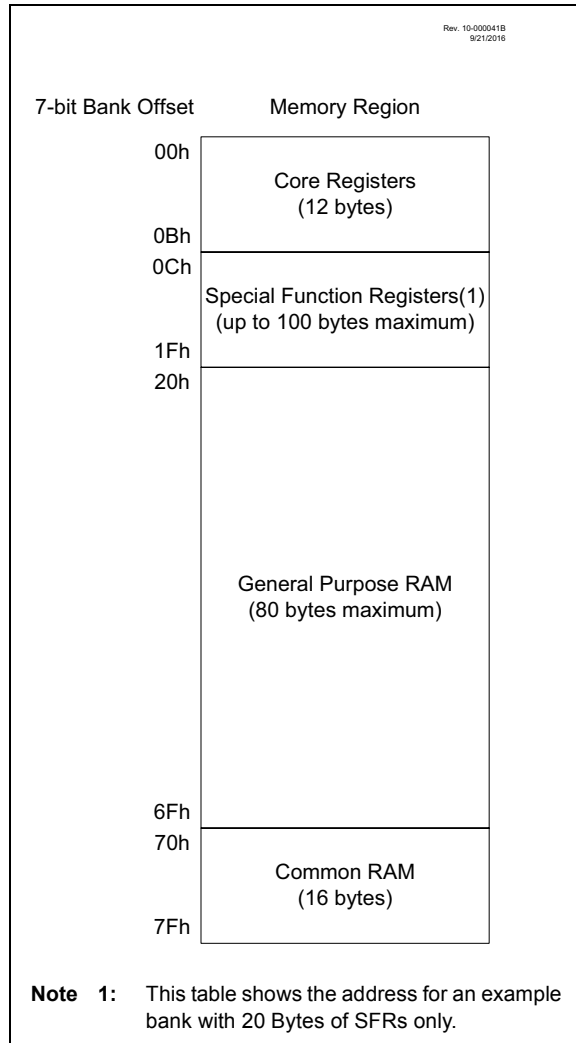 Rev. 10-000041B
9/21/2016
7-bit Bank Offset Memory Region
00h
Core Registers
(12 bytes)
0Bh
0Ch
Special Function Registers(1)
(up to 100 bytes maximum)
1Fh
20h
General Purpose RAM
(80 bytes maximum)
6Fh
70h
Common RAM
(16 bytes)
7Fh
Note 1: This table shows the address for an example
bank with 20 Bytes of SFRs only.